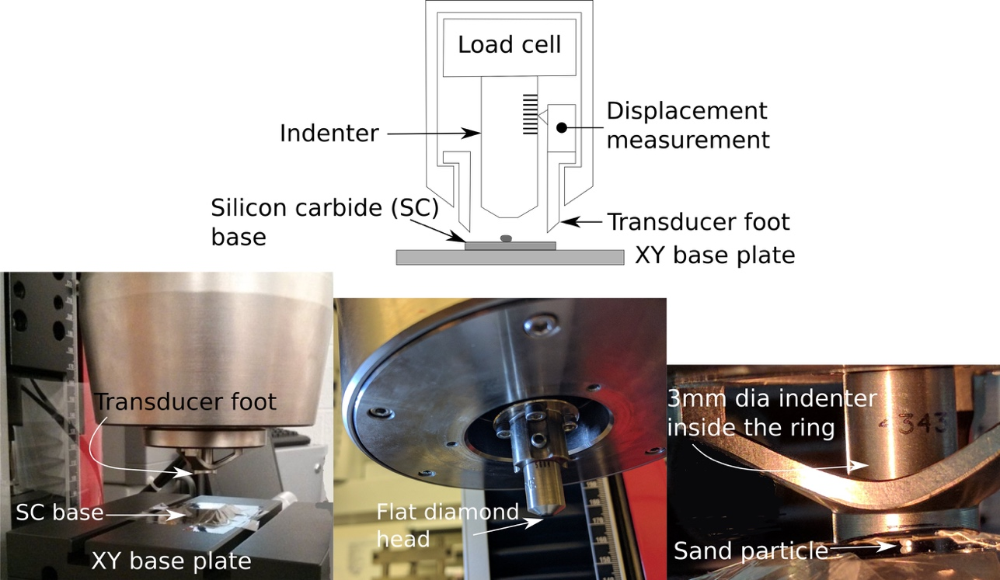 Load cell
Displacement
measurement
Indenter
Silicon carbide (SC)
base
Transducer foot
XY base plate
Transducer foot
SC base
XY base plate
Flat diamond
head
3mm dia indenter
inside the ring
4343
Sand particle